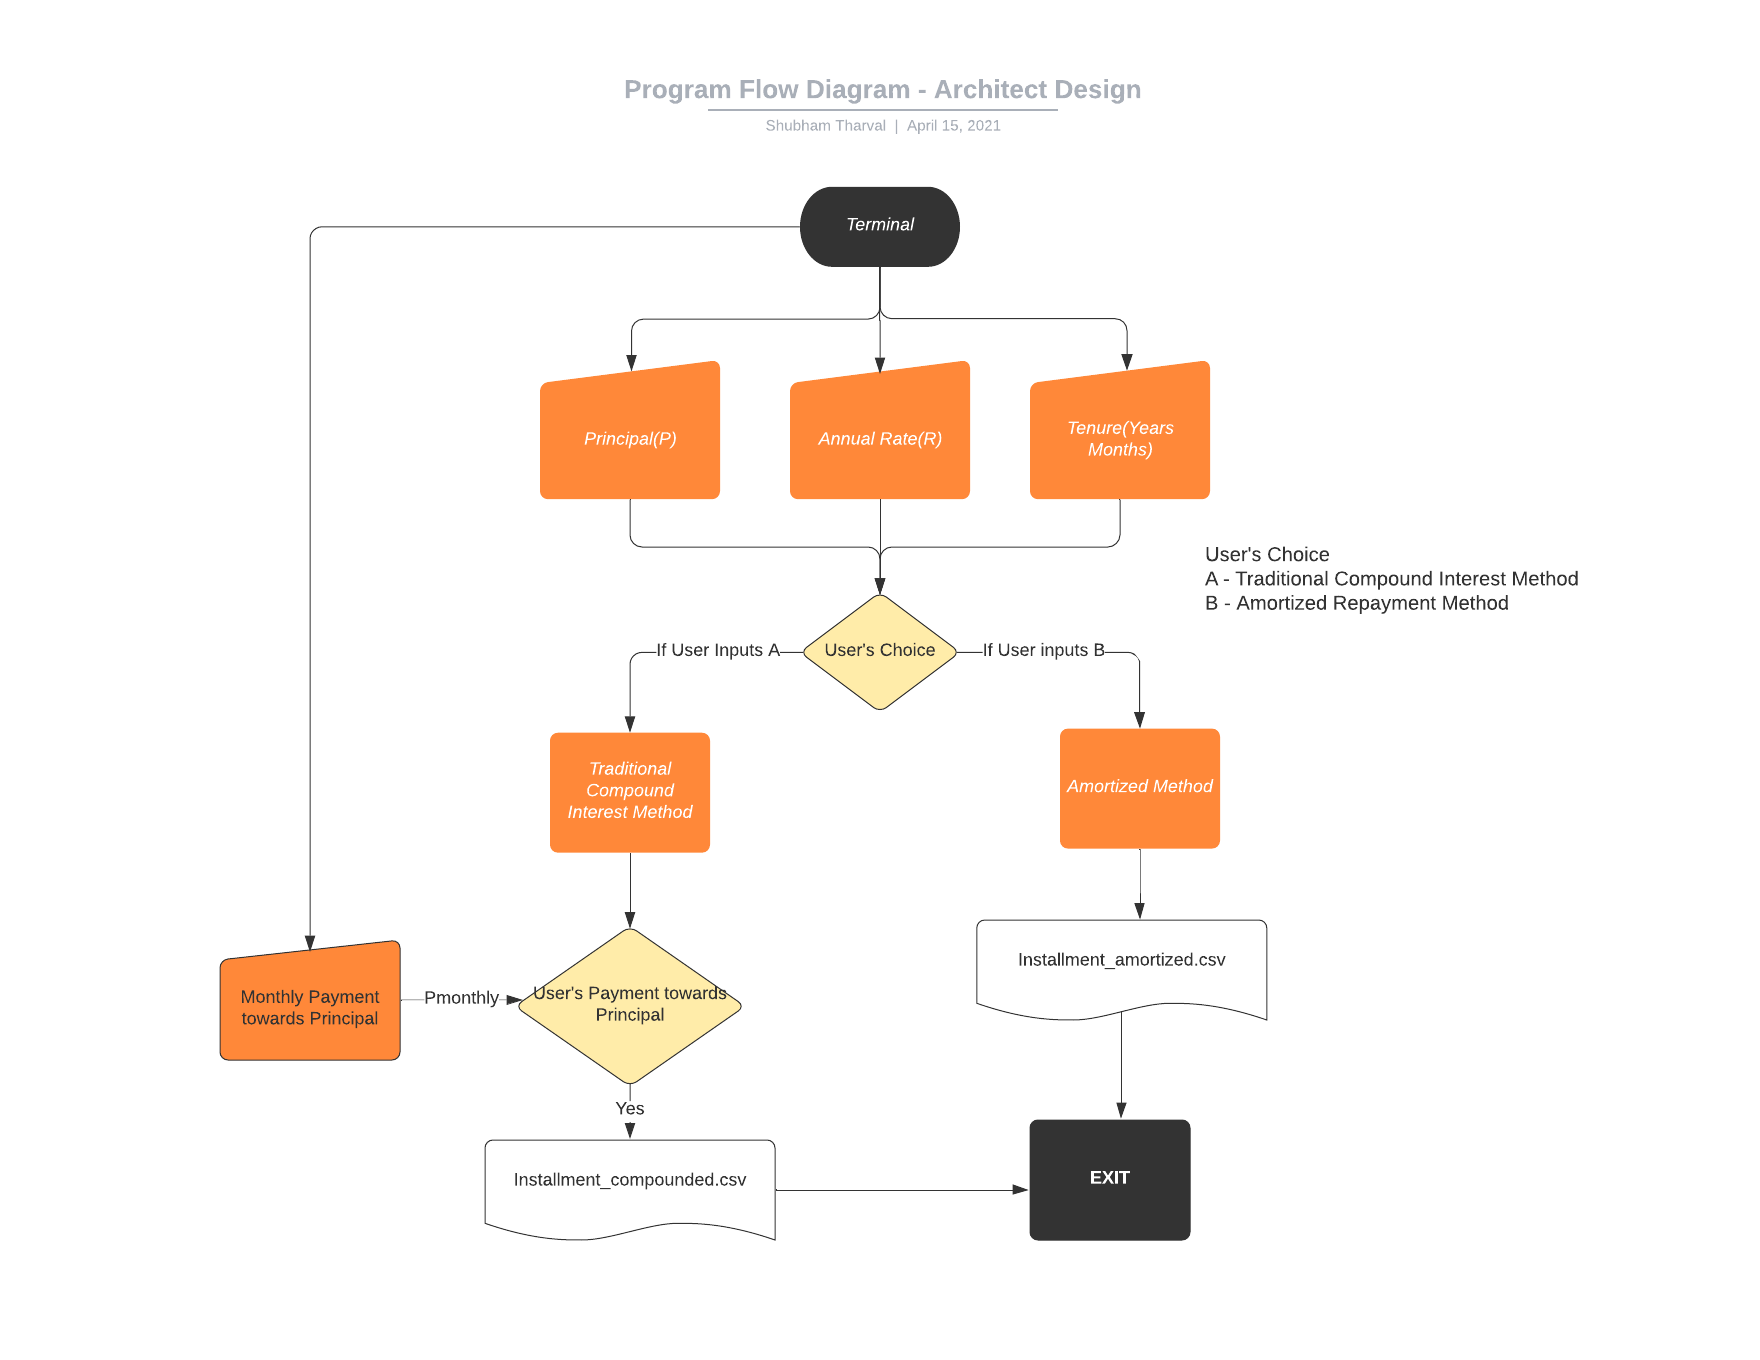 Program Flow Diagram - Architect Design
Shubham Tharval | April 15, 2021
Terminal
Principal(P)
Annual Rate(R)
Tenure(Years
Months)
User's Choice
A - Traditional Compound Interest Method
B - Amortized Repayment Method
If User Inputs A
User's Choice
If User inputs B
Traditional
Compound
Interest Method
Amortized Method
Installment_amortized.csv
Monthly Payment
towards Principal
Pmonthly
User's Payment towards
Principal
Yes
Installment_compounded.csv
EXIT